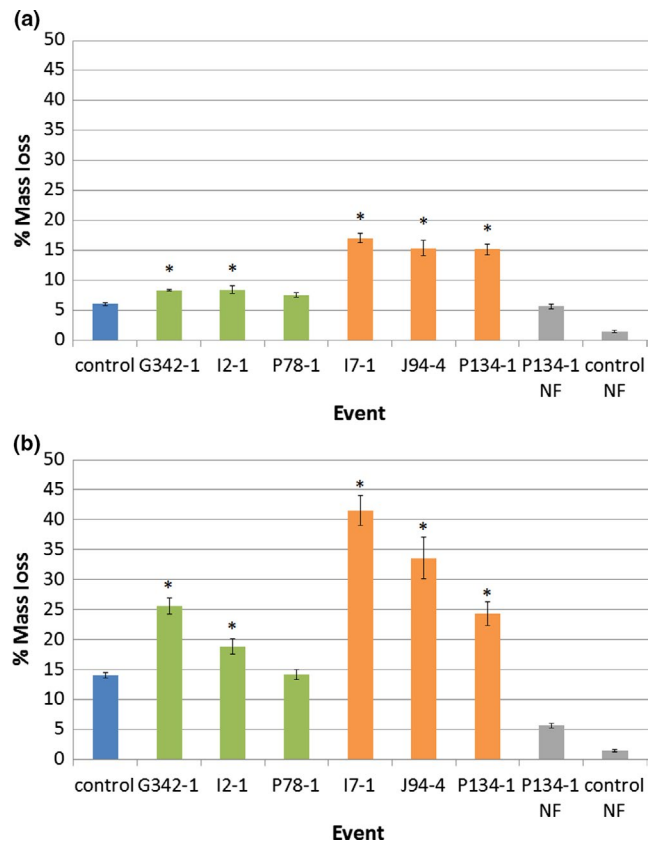 (a)
50
45
40
35
30
25
20
15
10
5
0
% Mass loss
* * * * *
control G342-1 I2-1 P78-1 I7-1 J94-4 P134-1 P134-1 control
NF NF
Event
(b)
50
45
40
35
30
25
20
15
10
5
0
% Mass loss
* * * * *
control G342-1 I2-1 P78-1 I7-1 J94-4 P134-1 P134-1 control
NF NF
Event